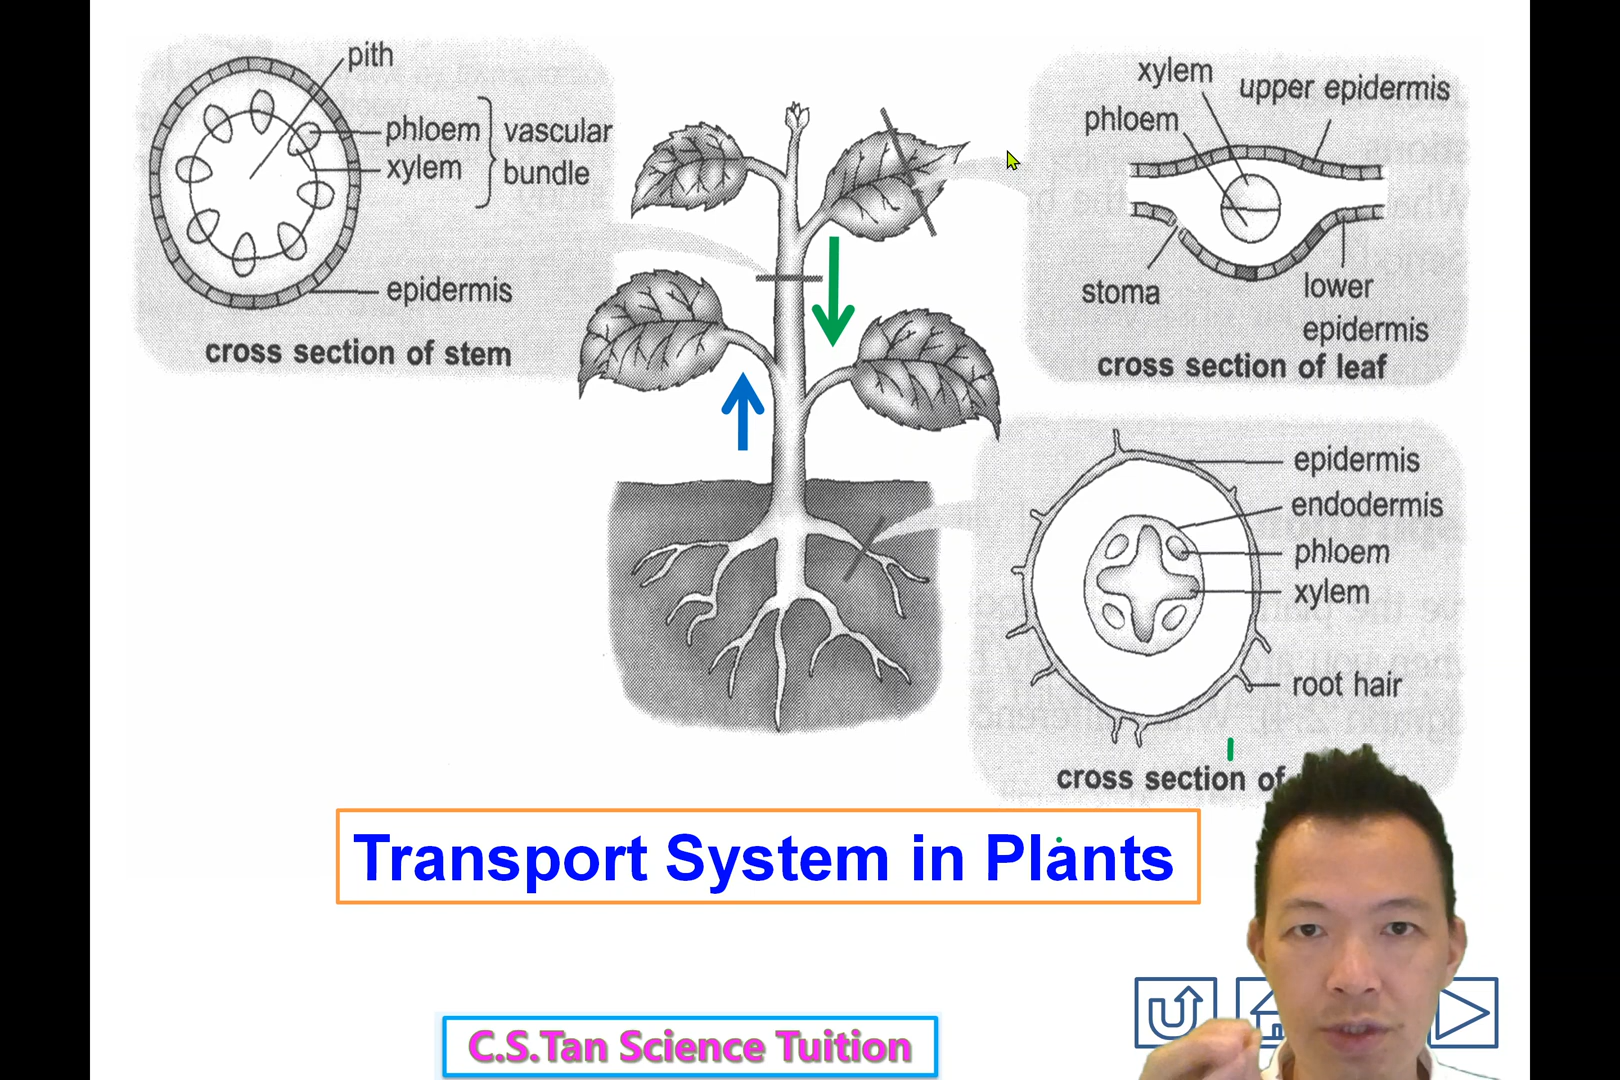 pith
phloem
xylem
vascular
bundle
epidermis
cross section of stem
xylem
upper epidermis
phloem
stoma
lower
epidermis
cross section of leaf
epidermis
endodermis
phloem
xylem
root hair
cross section of
Transport System in Plants
C.S.Tan Science Tuition